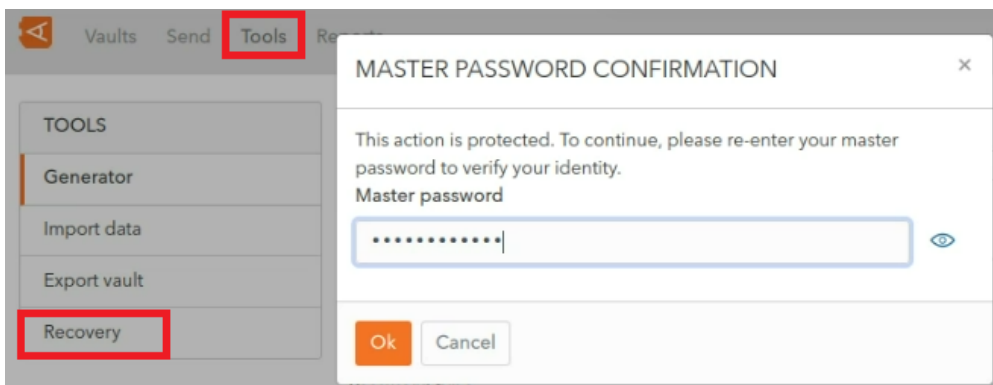 Vaults Send Tools Reports
MASTER PASSWORD CONFIRMATION
×
TOOLS
Generator
Import data
Export vault
Recovery
This action is protected. To continue, please re-enter your master
password to verify your identity.
Master password
••••••••••••
Ok Cancel